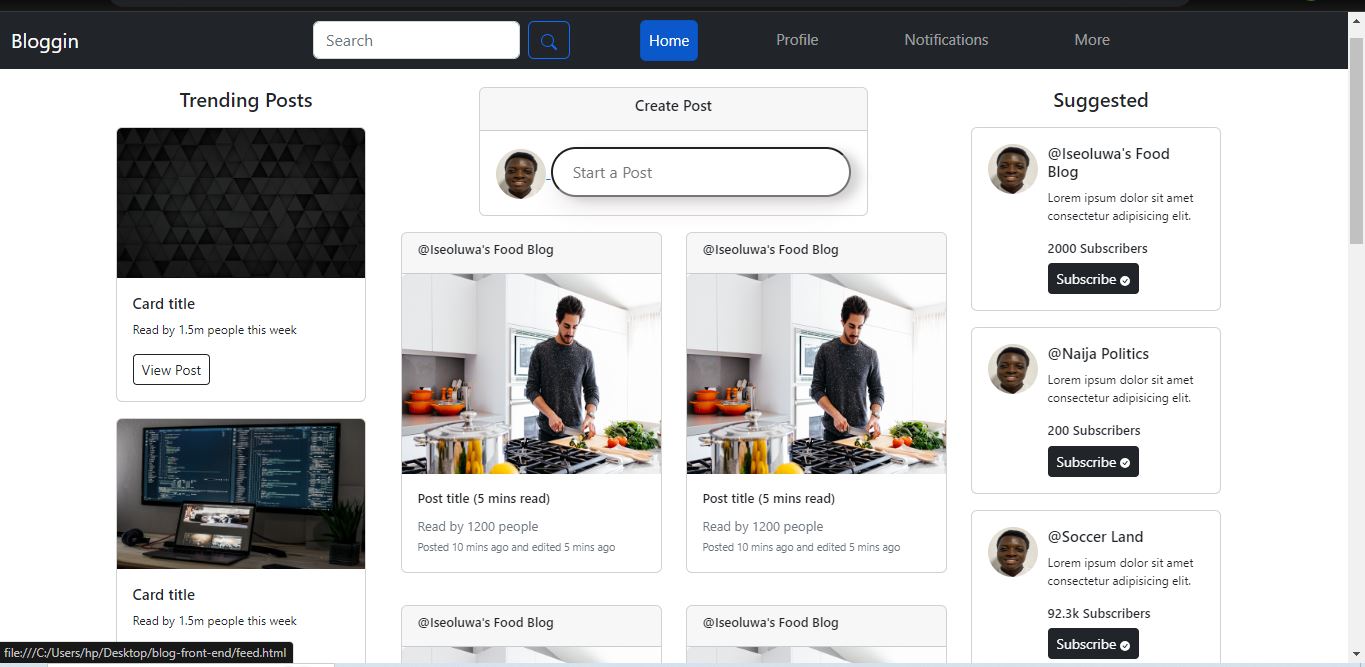 Bloggin
Search
Home
Profile
Notifications
More
Trending Posts
Card title
Read by 1.5m people this week
View Post
Card title
Read by 1.5m people this week
Create Post
Start a Post
@Iseoluwa's Food Blog
Post title (5 mins read)
Read by 1200 people
Posted 10 mins ago and edited 5 mins ago
@Iseoluwa's Food Blog
Post title (5 mins read)
Read by 1200 people
Posted 10 mins ago and edited 5 mins ago
@Iseoluwa's Food Blog
@Iseoluwa's Food Blog
Suggested
@Iseoluwa's Food
Blog
Lorem ipsum dolor sit amet
consectetur adipisicing elit.
2000 Subscribers
Subscribe
@Naija Politics
Lorem ipsum dolor sit amet
consectetur adipisicing elit.
200 Subscribers
Subscribe
@Soccer Land
Lorem ipsum dolor sit amet
consectetur adipisicing elit.
92.3k Subscribers
Subscribe
file:///C:/Users/hp/Desktop/blog-front-end/feed.html